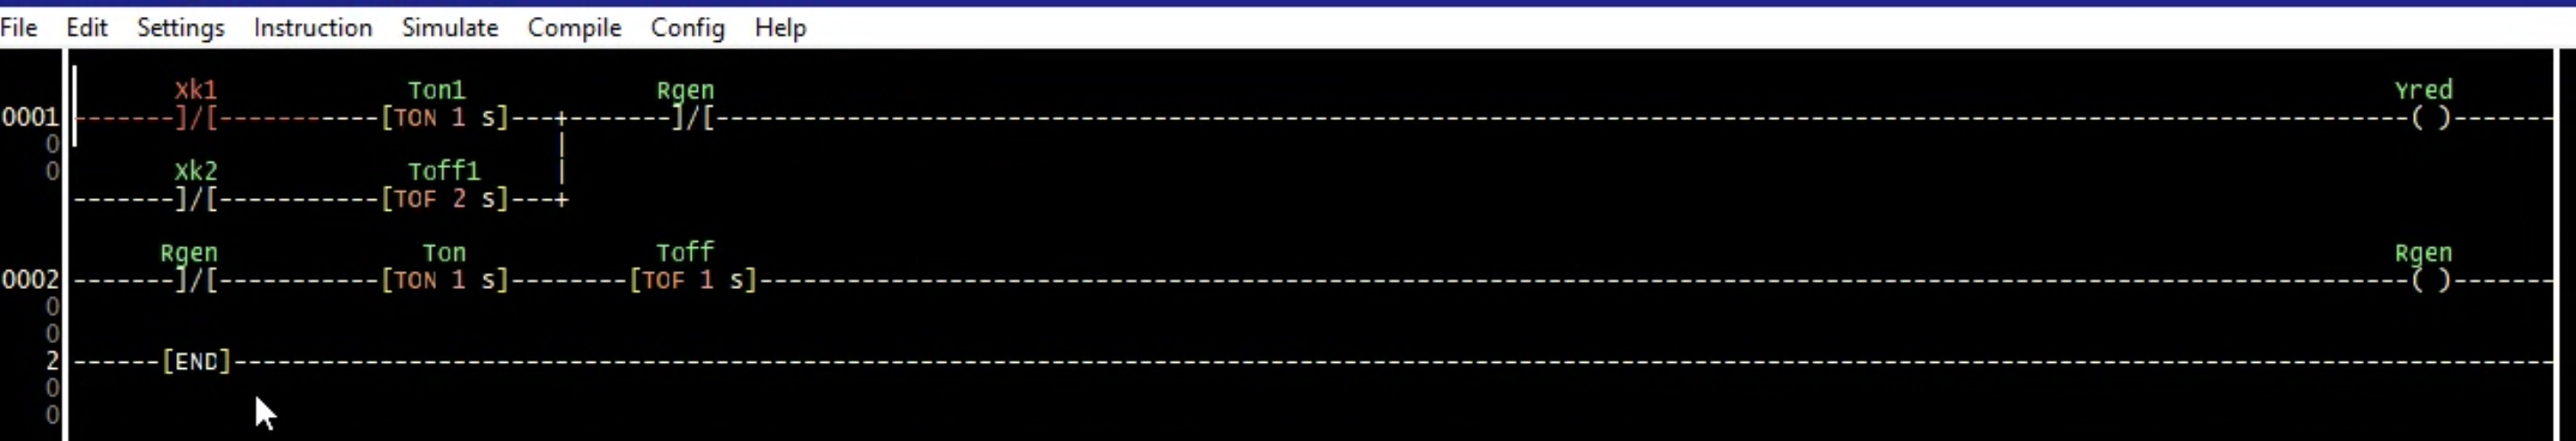 File Edit Settings Instruction Simulate Compile Config Help
Xk1 Ton1 Rgen Yred
0001 -------]/[-----------[TON 1 s]---+-------]/[-----------( )-------
0 |
0 Xk2 Toff1 |
-------]/[-----------[TOF 2 s]---+
Rgen Ton Toff Rgen
0002 -------]/[-----------[TON 1 s]--------[TOF 1 s]-----------( )-------
0
0
2 ------[END]-----------
0
0